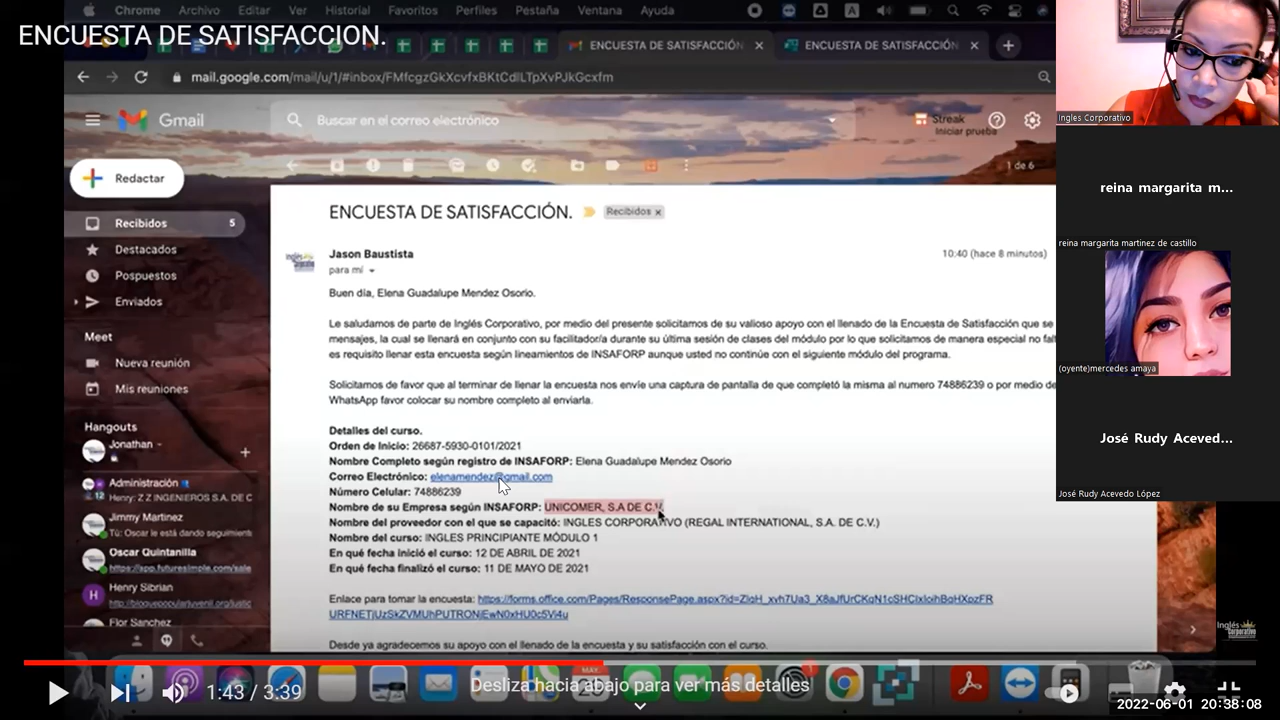 Chrome Archivo Editar Ver Historial Favoritos Perfiles Pestaña Ventana Ayuda
ENCUESTA DE SATISFACCION.
ENCUESTA DE SATISFACCIÓN × ENCUESTA DE SATISFACCIÓN × +
mail.google.com/mail/u/1/#inbox/FMfcgzGkXcvfxBKtCdlLTpXvPJkGcxfm
Gmail
Buscar en el correo electrónico
Streak
Iniciar prueba
Redactar
1 de 6
Recibidos 5
Destacados
Pospuestos
Enviados
Meet
Nueva reunión
Mis reuniones
Hangouts
Jonathan
Administración
12 Henry: Z Z INGENIEROS S.A. DE C
Jimmy Martinez
Tú: Oscar le está dando seguimient
Oscar Quintanilla
https://app.futuresimple.com/sale
H Henry Sibrian
Flor Sanchez
ENCUESTA DE SATISFACCIÓN. Recibidos x
Jason Baustista 10:40 (hace 8 minutos)
para mí
Buen día, Elena Guadalupe Mendez Osorio.
Le saludamos de parte de Inglés Corporativo, por medio del presente solicitamos de su valioso apoyo con el llenado de la Encuesta de Satisfacción que se
mensajes, la cual se llenará en conjunto con su facilitador/a durante su última sesión de clases del módulo por lo que solicitamos de manera especial no fal
es requisito llenar esta encuesta según lineamientos de INSAFORP aunque usted no continúe con el siguiente módulo del programa.
Solicitamos de favor que al terminar de llenar la encuesta nos envíe una captura de pantalla de que completó la misma al numero 74886239 o por medio de
WhatsApp favor colocar su nombre completo al enviarla.
Detalles del curso.
Orden de Inicio: 26687-5930-0101/2021
Nombre Completo según registro de INSAFORP: Elena Guadalupe Mendez Osorio
Correo Electrónico: elenamendez@gmail.com
Número Celular: 74886239
Nombre de su Empresa según INSAFORP: UNICOMER, S.A DE C.V.
Nombre del proveedor con el que se capacitó: INGLES CORPORATIVO (REGAL INTERNATIONAL, S.A. DE C.V.)
Nombre del curso: INGLES PRINCIPIANTE MÓDULO 1
En qué fecha inició el curso: 12 DE ABRIL DE 2021
En qué fecha finalizó el curso: 11 DE MAYO DE 2021
Enlace para tomar la encuesta:
Desde ya agradecemos su apoyo con el llenado de la encuesta y su satisfacción con el curso.
Ingles Corporativo
reina margarita m...
reina margarita martinez de castillo
(oyente)mercedes amaya
José Rudy Aceved...
José Rudy Acevedo López
Inglés
Corporativo
MAY.
1:43 / 3:39
Desliza hacia abajo para ver más detalles
2022-06-01 20:38:08